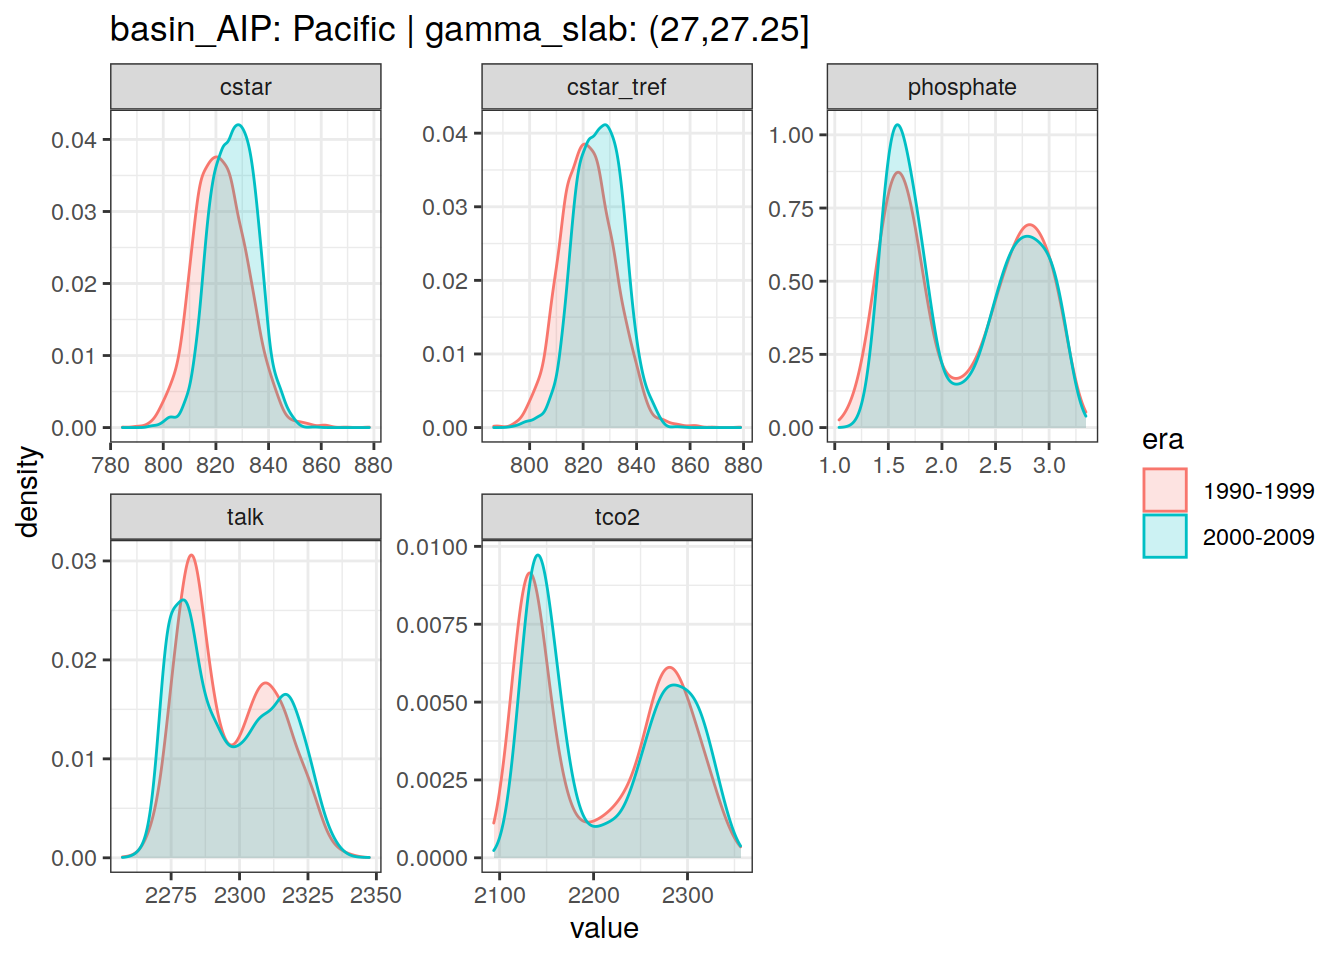 basin_AIP: Pacific | gamma_slab: (27,27.25]
cstar
cstar_tref
phosphate
0.04
0.03
0.02
0.01
0.00
780 800 820 840 860 880
0.04
0.03
0.02
0.01
0.00
800 820 840 860 880
1.00
0.75
0.50
0.25
0.00
1.0 1.5 2.0 2.5 3.0
density
talk
tco2
0.03
0.02
0.01
0.00
2275 2300 2325 2350
0.0100
0.0075
0.0050
0.0025
0.0000
2100 2200 2300
value
era
1990-1999
2000-2009